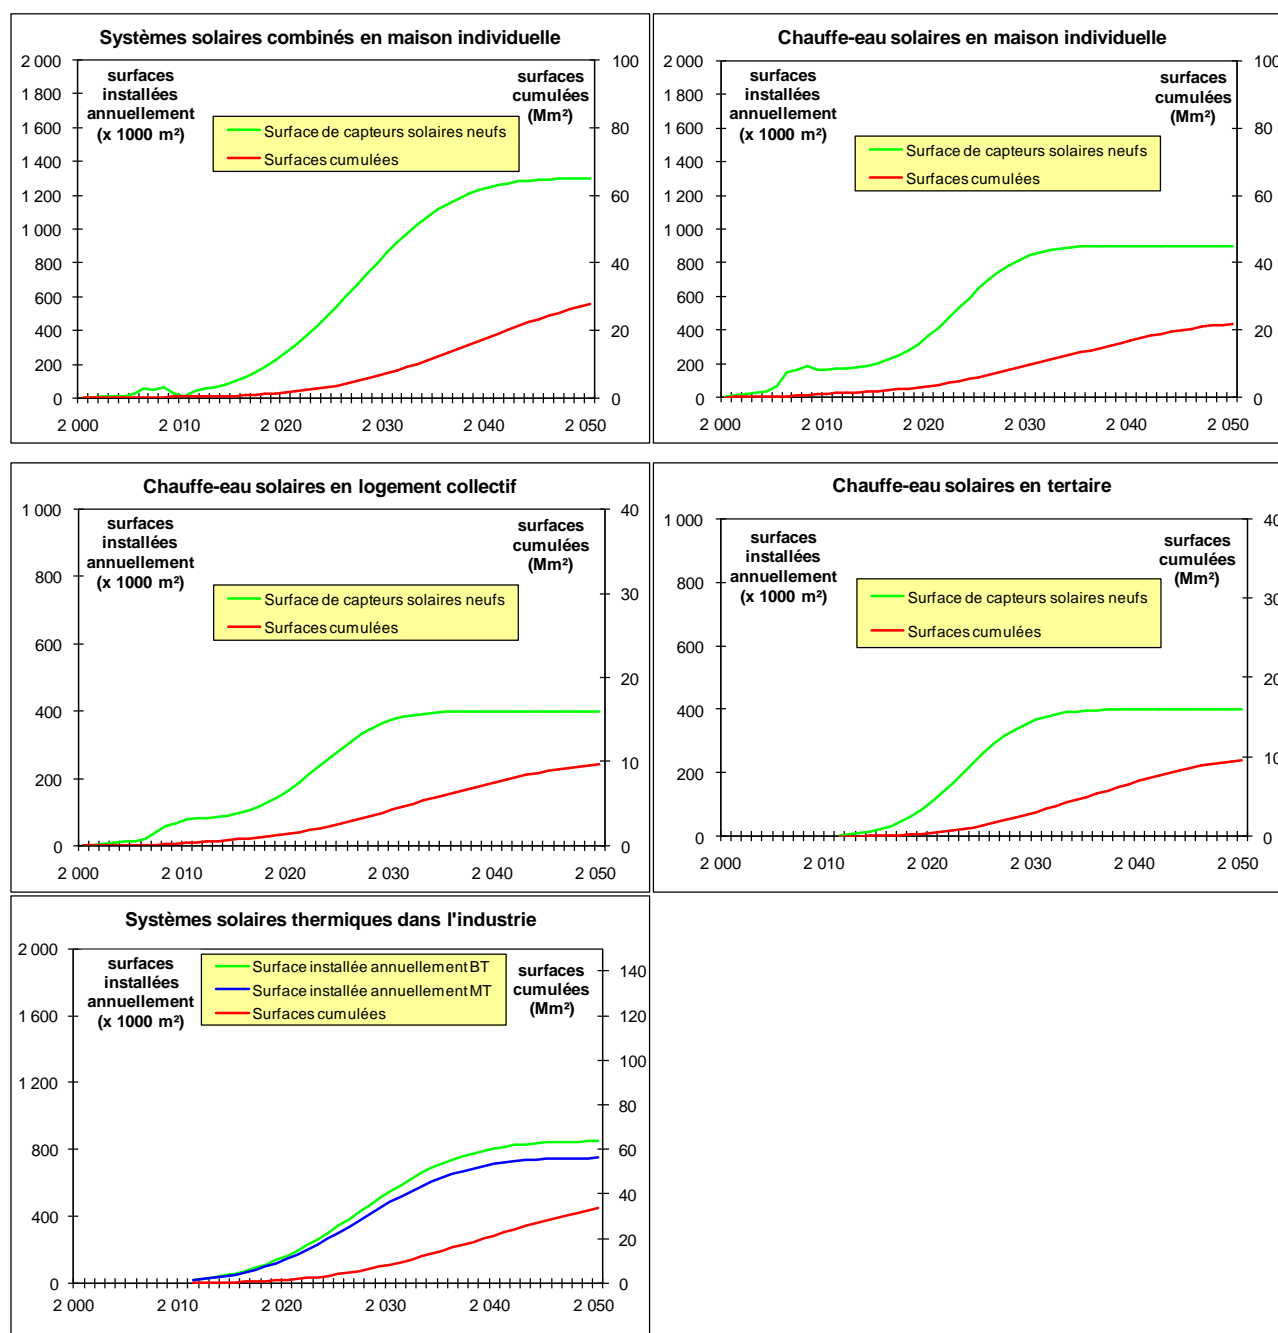 Systèmes solaires combinés en maison individuelle
surfaces
installées
annuellement
(x 1000 m²)
surfaces
cumulées
(Mm²)
Surface de capteurs solaires neufs
Surfaces cumulées
2 000
1 800
1 600
1 400
1 200
1 000
800
600
400
200
0
100
80
60
40
20
0
2 000 2 010 2 020 2 030 2 040 2 050
Chauffe-eau solaires en maison individuelle
surfaces
installées
annuellement
(x 1000 m²)
surfaces
cumulées
(Mm²)
Surface de capteurs solaires neufs
Surfaces cumulées
2 000
1 800
1 600
1 400
1 200
1 000
800
600
400
200
0
100
80
60
40
20
0
2 000 2 010 2 020 2 030 2 040 2 050
Chauffe-eau solaires en logement collectif
surfaces
installées
annuellement
(x 1000 m²)
surfaces
cumulées
(Mm²)
Surface de capteurs solaires neufs
Surfaces cumulées
1 000
800
600
400
200
0
40
30
20
10
0
2 000 2 010 2 020 2 030 2 040 2 050
Chauffe-eau solaires en tertaire
surfaces
installées
annuellement
(x 1000 m²)
surfaces
cumulées
(Mm²)
Surface de capteurs solaires neufs
Surfaces cumulées
1 000
800
600
400
200
0
40
30
20
10
0
2 000 2 010 2 020 2 030 2 040 2 050
Systèmes solaires thermiques dans l'industrie
surfaces
installées
annuellement
(x 1000 m²)
surfaces
cumulées
(Mm²)
Surface installée annuellement BT
Surface installée annuellement MT
Surfaces cumulées
2 000
1 600
1 200
800
400
0
140
120
100
80
60
40
20
0
2 000 2 010 2 020 2 030 2 040 2 050